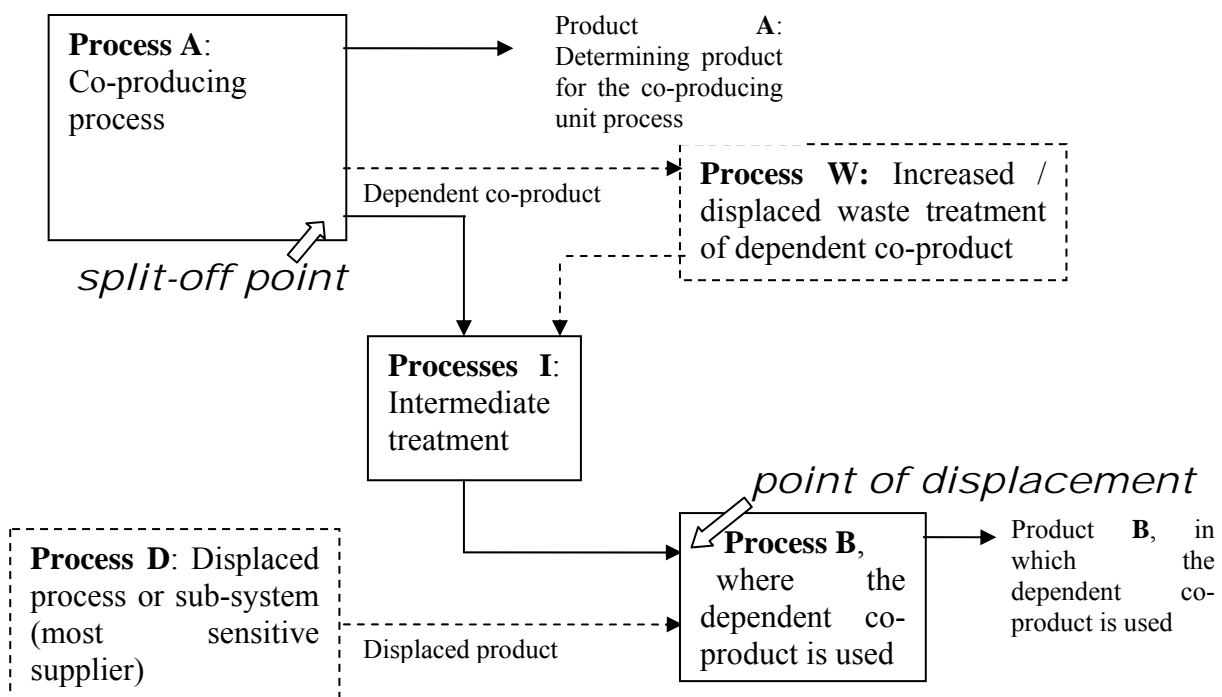 Process A:
Co-producing
process
Product A:
Determining product
for the co-producing
unit process
Dependent co-product
Process W: Increased /
displaced waste treatment
of dependent co-product
split-off point
Processes I:
Intermediate
treatment
point of displacement
Process D: Displaced
process or sub-system
(most sensitive
supplier)
Displaced product
Process B,
where the
dependent co-
product is used
Product B, in
which the
dependent co-
product is used